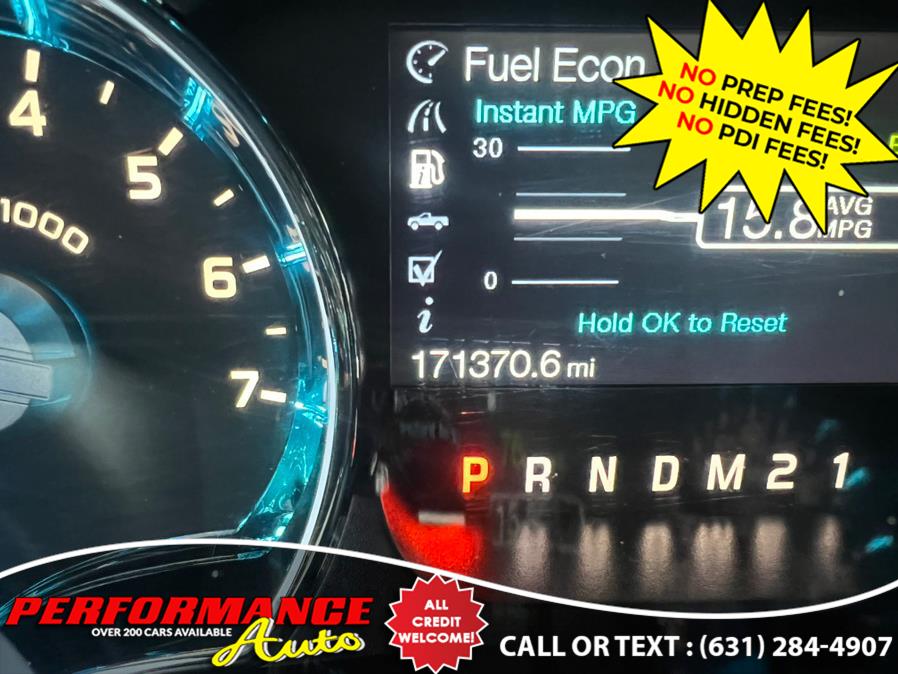 4
5
6
7
1000
Fuel Econ
Instant MPG
30
0
15.8 AVG
MPG
Hold OK to Reset
171370.6 mi
P R N D M 2 1
NO PREP FEES!
NO HIDDEN FEES!
NO PDI FEES!
PERFORMANCE
OVER 200 CARS AVAILABLE
Auto
ALL
CREDIT
WELCOME!
CALL OR TEXT : (631) 284-4907